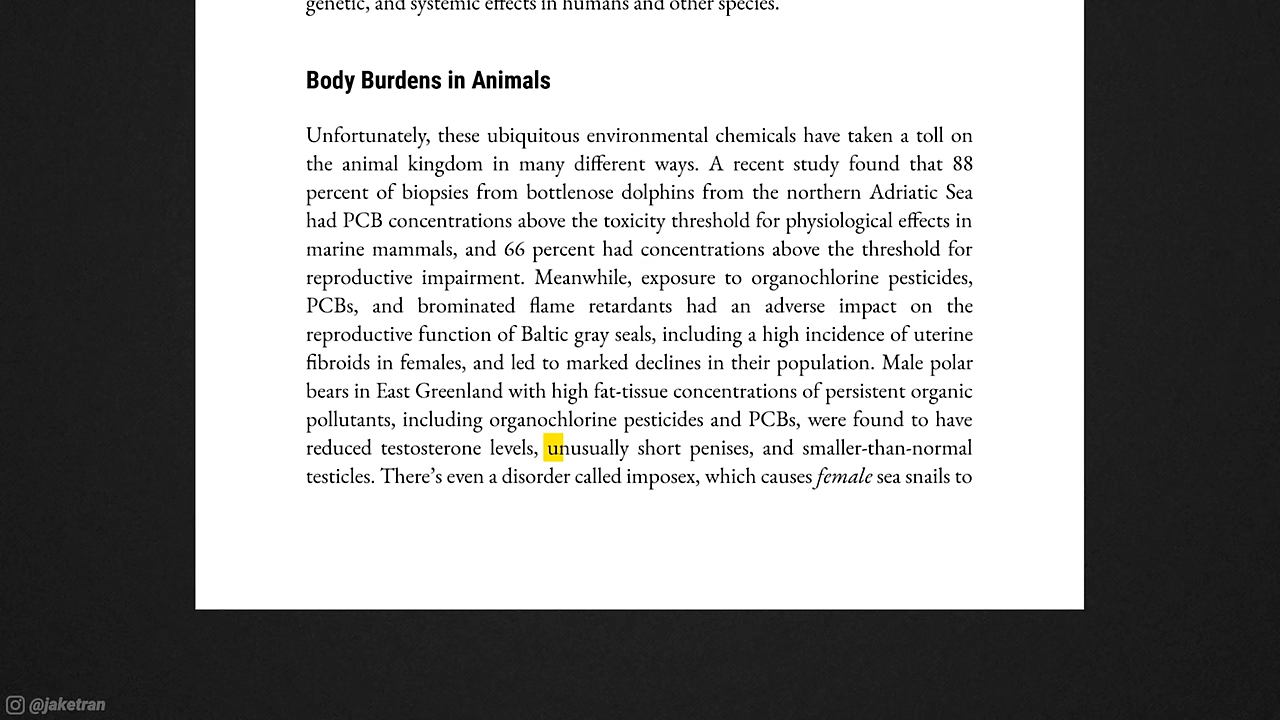 genetic, and systemic effects in humans and other species.
Body Burdens in Animals
Unfortunately, these ubiquitous environmental chemicals have taken a toll on
the animal kingdom in many different ways. A recent study found that 88
percent of biopsies from bottlenose dolphins from the northern Adriatic Sea
had PCB concentrations above the toxicity threshold for physiological effects in
marine mammals, and 66 percent had concentrations above the threshold for
reproductive impairment. Meanwhile, exposure to organochlorine pesticides,
PCBs, and brominated flame retardants had an adverse impact on the
reproductive function of Baltic gray seals, including a high incidence of uterine
fibroids in females, and led to marked declines in their population. Male polar
bears in East Greenland with high fat-tissue concentrations of persistent organic
pollutants, including organochlorine pesticides and PCBs, were found to have
reduced testosterone levels, unusually short penises, and smaller-than-normal
testicles. There’s even a disorder called imposex, which causes female sea snails to
@jaketran